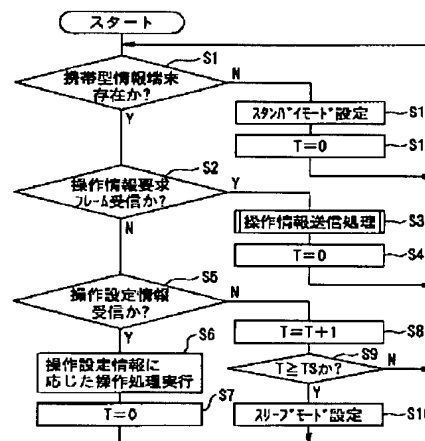 スタート
S1
携帯型情報端末
存在か?
N
Y
スタンバイモード設定
S1
T=0
S1
S2
操作情報要求
フレーム受信か?
Y
N
操作情報送信処理
S3
T=0
S4
S5
操作設定情報
受信か?
N
Y
T=T+1
S8
S6
操作設定情報に
応じた操作処理実行
S9
T≧TSか?
N
Y
S7
T=0
スリープモード設定
S10